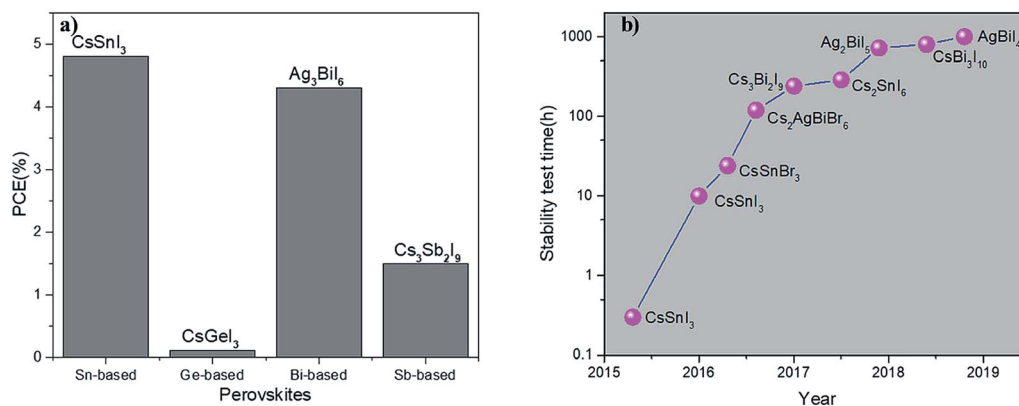 a)
PCE(%)
5
4
3
2
1
0
CsSnI₃
CsGeI₃
Ag₃BiI₆
Cs₃Sb₂I₉
Sn-based
Ge-based
Bi-based
Sb-based
Perovskites
b)
Stability test time(h)
1000
100
10
1
0.1
CsSnI₃
CsSnI₃
CsSnBr₃
Cs₂AgBiBr₆
Cs₃Bi₂I₉
Cs₂SnI₆
Ag₂BiI₅
CsBi₃I₁₀
AgBiI₄
2015
2016
2017
2018
2019
Year